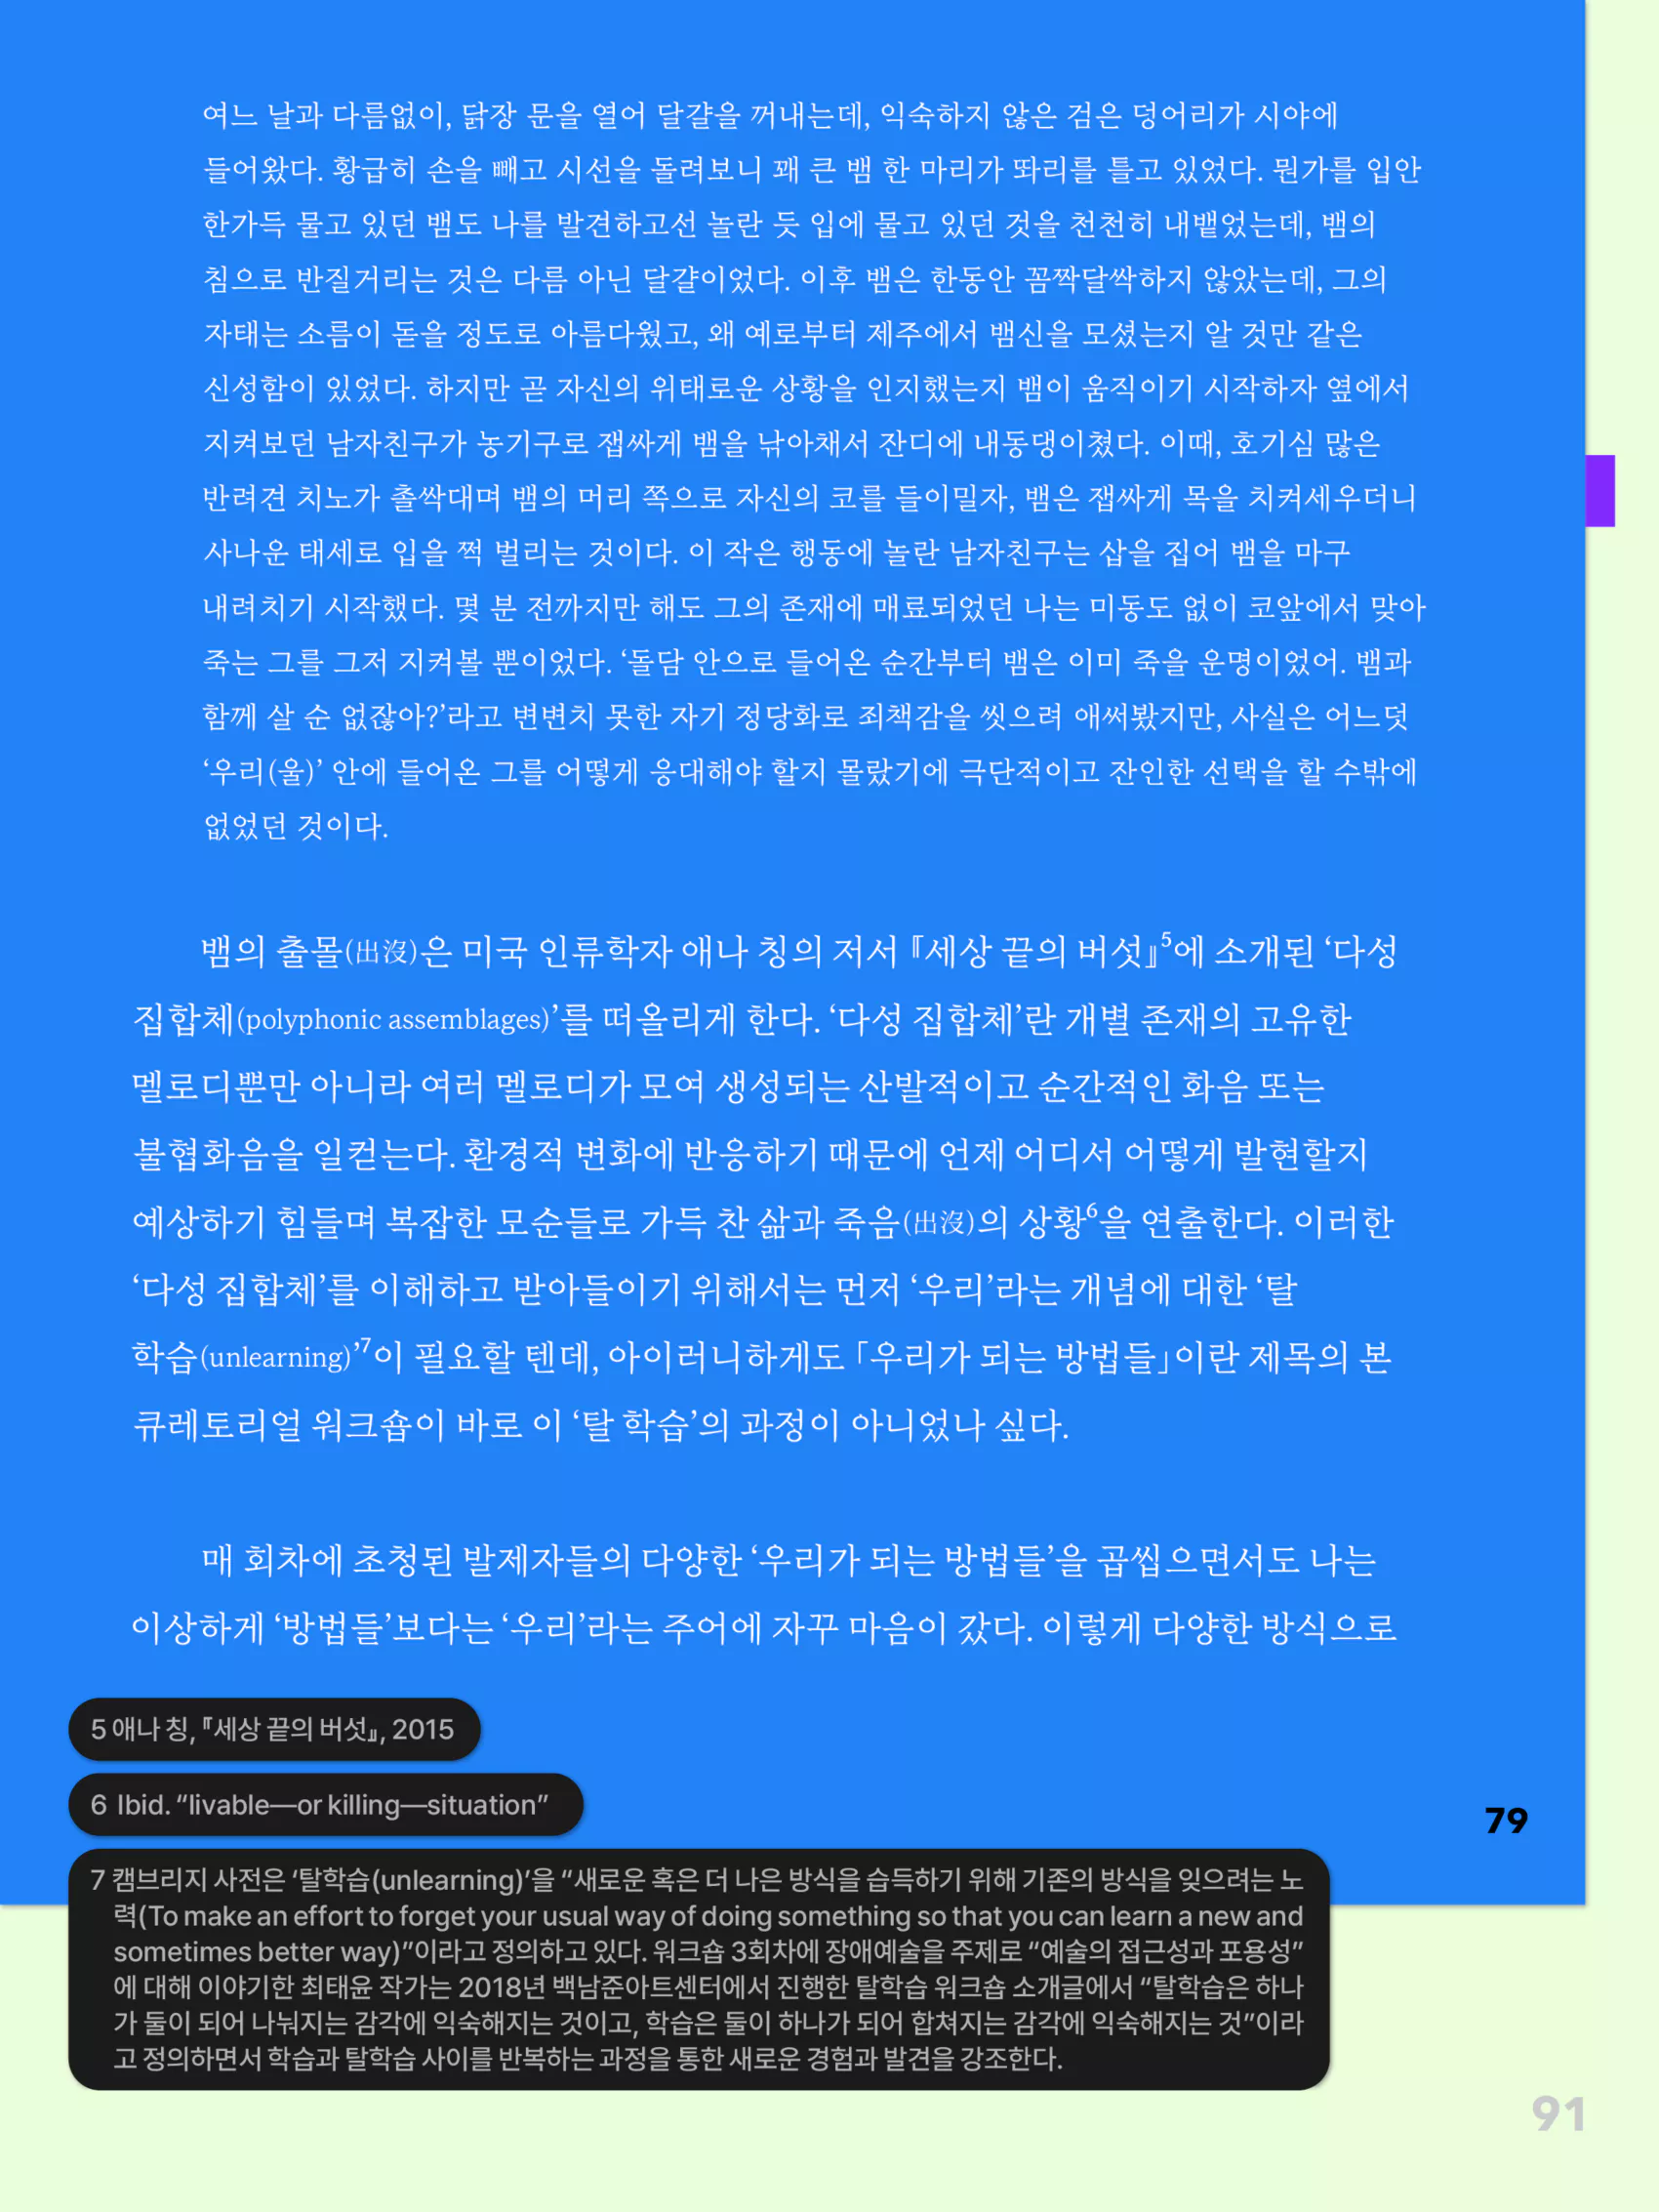 여느 날과 다름없이, 닭장 문을 열어 달걀을 꺼내는데, 익숙하지 않은 검은 덩어리가 시야에
들어왔다. 황급히 손을 빼고 시선을 돌려보니 꽤 큰 뱀 한 마리가 똬리를 틀고 있었다. 뭔가를 입안
한가득 물고 있던 뱀도 나를 발견하고선 놀란 듯 입에 물고 있던 것을 천천히 내뱉었는데, 뱀의
침으로 반질거리는 것은 다름 아닌 달걀이었다. 이후 뱀은 한동안 꼼짝달싹하지 않았는데, 그의
자태는 소름이 돋을 정도로 아름다웠고, 왜 예로부터 제주에서 뱀신을 모셨는지 알 것만 같은
신성함이 있었다. 하지만 곧 자신의 위태로운 상황을 인지했는지 뱀이 움직이기 시작하자 옆에서
지켜보던 남자친구가 농기구로 잽싸게 뱀을 낚아채서 잔디에 내동댕이쳤다. 이때, 호기심 많은
반려견 치노가 촐싹대며 뱀의 머리 쪽으로 자신의 코를 들이밀자, 뱀은 잽싸게 목을 치켜세우더니
사나운 태세로 입을 쩍 벌리는 것이다. 이 작은 행동에 놀란 남자친구는 삽을 집어 뱀을 마구
내려치기 시작했다. 몇 분 전까지만 해도 그의 존재에 매료되었던 나는 미동도 없이 코앞에서 맞아
죽는 그를 그저 지켜볼 뿐이었다. ‘돌담 안으로 들어온 순간부터 뱀은 이미 죽을 운명이었어. 뱀과
함께 살 순 없잖아?’라고 변변치 못한 자기 정당화로 죄책감을 씻으려 애써봤지만, 사실은 어느덧
‘우리(울)’ 안에 들어온 그를 어떻게 응대해야 할지 몰랐기에 극단적이고 잔인한 선택을 할 수밖에
없었던 것이다.
뱀의 출몰(出沒)은 미국 인류학자 애나 칭의 저서 『세상 끝의 버섯』5에 소개된 ‘다성
집합체(polyphonic assemblages)’를 떠올리게 한다. ‘다성 집합체’란 개별 존재의 고유한
멜로디뿐만 아니라 여러 멜로디가 모여 생성되는 산발적이고 순간적인 화음 또는
불협화음을 일컫는다. 환경적 변화에 반응하기 때문에 언제 어디서 어떻게 발현할지
예상하기 힘들며 복잡한 모순들로 가득 찬 삶과 죽음(出沒)의 상황6을 연출한다. 이러한
‘다성 집합체’를 이해하고 받아들이기 위해서는 먼저 ‘우리’라는 개념에 대한 ‘탈
학습(unlearning)’7이 필요할 텐데, 아이러니하게도 「우리가 되는 방법들」이란 제목의 본
큐레토리얼 워크숍이 바로 이 ‘탈 학습’의 과정이 아니었나 싶다.
매 회차에 초청된 발제자들의 다양한 ‘우리가 되는 방법들’을 곱씹으면서도 나는
이상하게 ‘방법들’보다는 ‘우리’라는 주어에 자꾸 마음이 갔다. 이렇게 다양한 방식으로
5 애나 칭, 『세상 끝의 버섯』, 2015
6 Ibid. “livable—or killing—situation”
79
7 캠브리지 사전은 ‘탈학습(unlearning)’을 “새로운 혹은 더 나은 방식을 습득하기 위해 기존의 방식을 잊으려는 노
력(To make an effort to forget your usual way of doing something so that you can learn a new and
sometimes better way)”이라고 정의하고 있다. 워크숍 3회차에 장애예술을 주제로 “예술의 접근성과 포용성”
에 대해 이야기한 최태윤 작가는 2018년 백남준아트센터에서 진행한 탈학습 워크숍 소개글에서 “탈학습은 하나
가 둘이 되어 나눠지는 감각에 익숙해지는 것이고, 학습은 둘이 하나가 되어 합쳐지는 감각에 익숙해지는 것”이라
고 정의하면서 학습과 탈학습 사이를 반복하는 과정을 통한 새로운 경험과 발견을 강조한다.
91